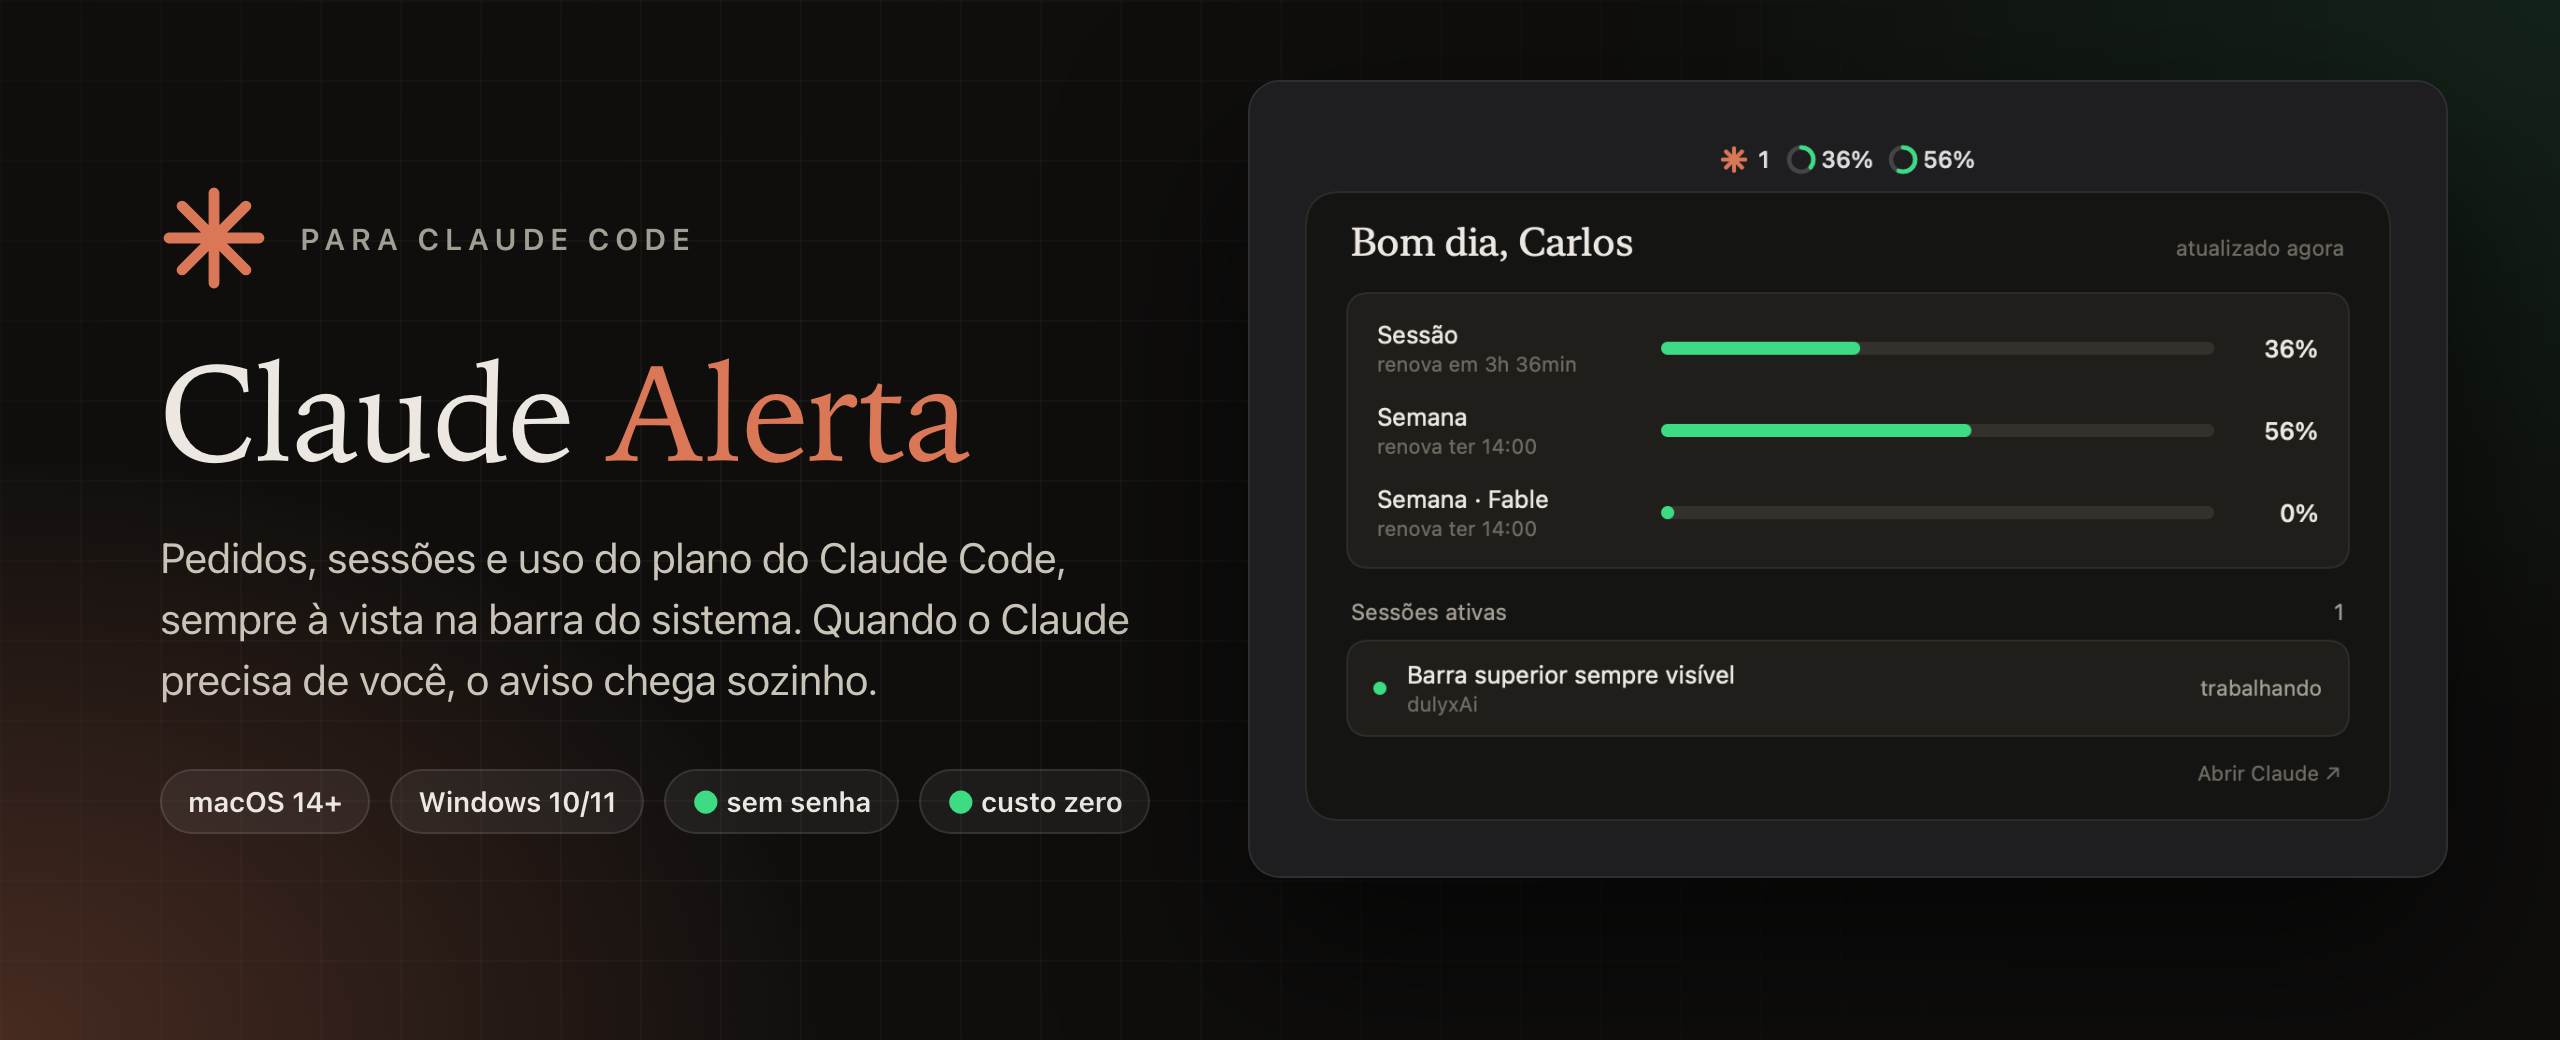 PARA CLAUDE CODE
Claude Alerta
Pedidos, sessões e uso do plano do Claude Code,
sempre à vista na barra do sistema. Quando o Claude
precisa de você, o aviso chega sozinho.
macOS 14+
Windows 10/11
sem senha
custo zero
1 36% 56%
Bom dia, Carlos
atualizado agora
Sessão
renova em 3h 36min
36%
Semana
renova ter 14:00
56%
Semana · Fable
renova ter 14:00
0%
Sessões ativas
1
Barra superior sempre visível
dulyxAi
trabalhando
Abrir Claude ↗